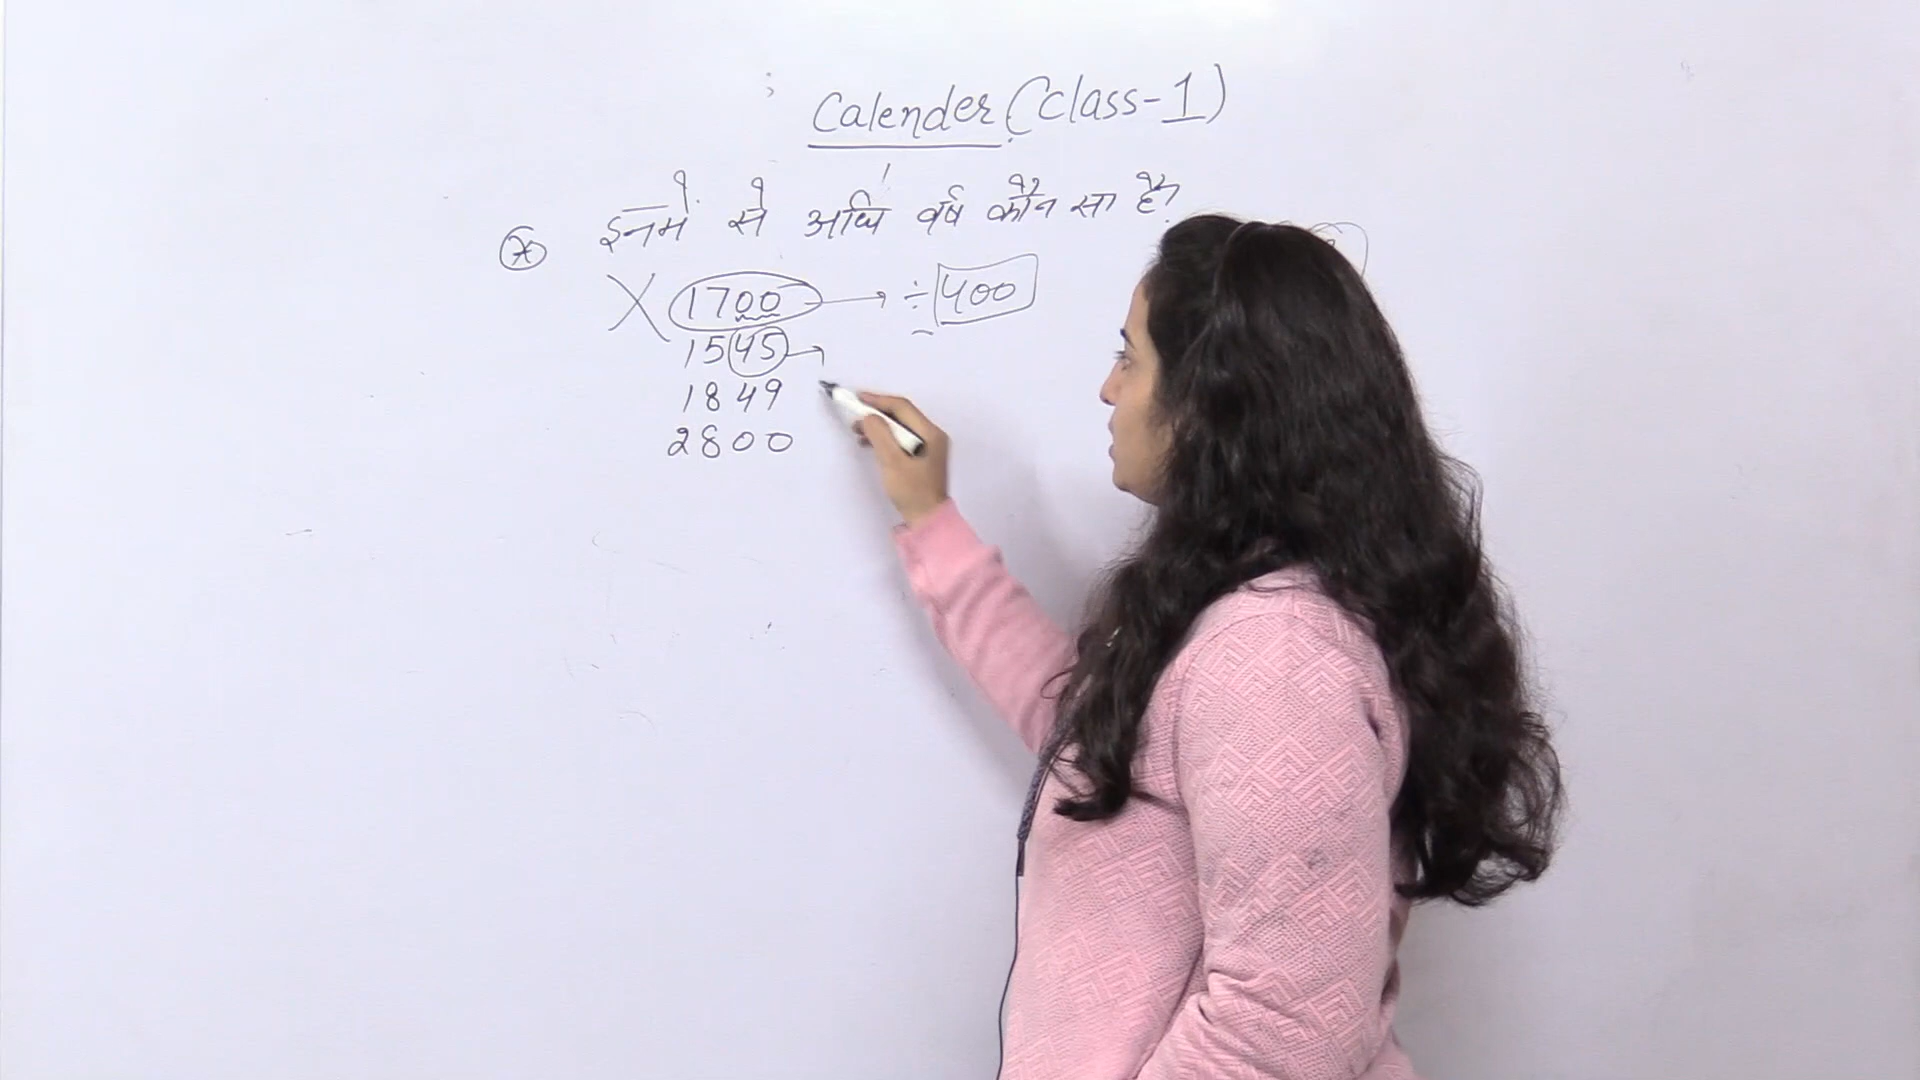 Calender (Class-1)
इनमें से अधि वर्ष कौन सा है?
X 1700 → ÷ 400
1545 →
1849
2800